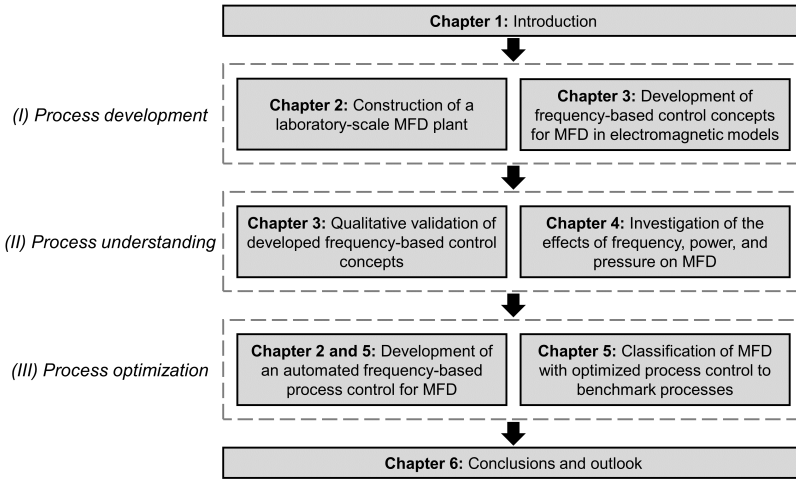 Chapter 1: Introduction
(I) Process development
Chapter 2: Construction of a
laboratory-scale MFD plant
Chapter 3: Development of
frequency-based control concepts
for MFD in electromagnetic models
(II) Process understanding
Chapter 3: Qualitative validation of
developed frequency-based control
concepts
Chapter 4: Investigation of the
effects of frequency, power, and
pressure on MFD
(III) Process optimization
Chapter 2 and 5: Development of
an automated frequency-based
process control for MFD
Chapter 5: Classification of MFD
with optimized process control to
benchmark processes
Chapter 6: Conclusions and outlook